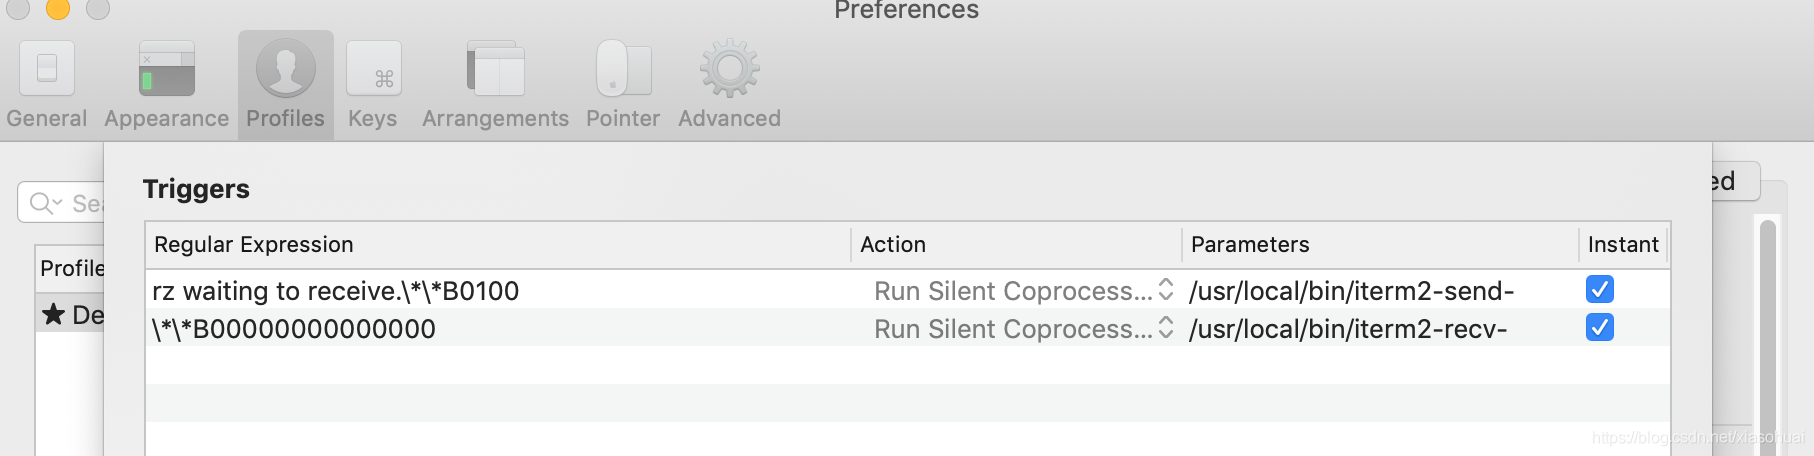 Preferences
General Appearance Profiles Keys Arrangements Pointer Advanced
Triggers
ed
Sea
Regular Expression Action Parameters Instant
Profile
rz waiting to receive.\*\*B0100 Run Silent Coprocess... /usr/local/bin/iterm2-send-
★ De
\*\*B00000000000000 Run Silent Coprocess... /usr/local/bin/iterm2-recv-
https://blog.csdn.net/xiasohuai